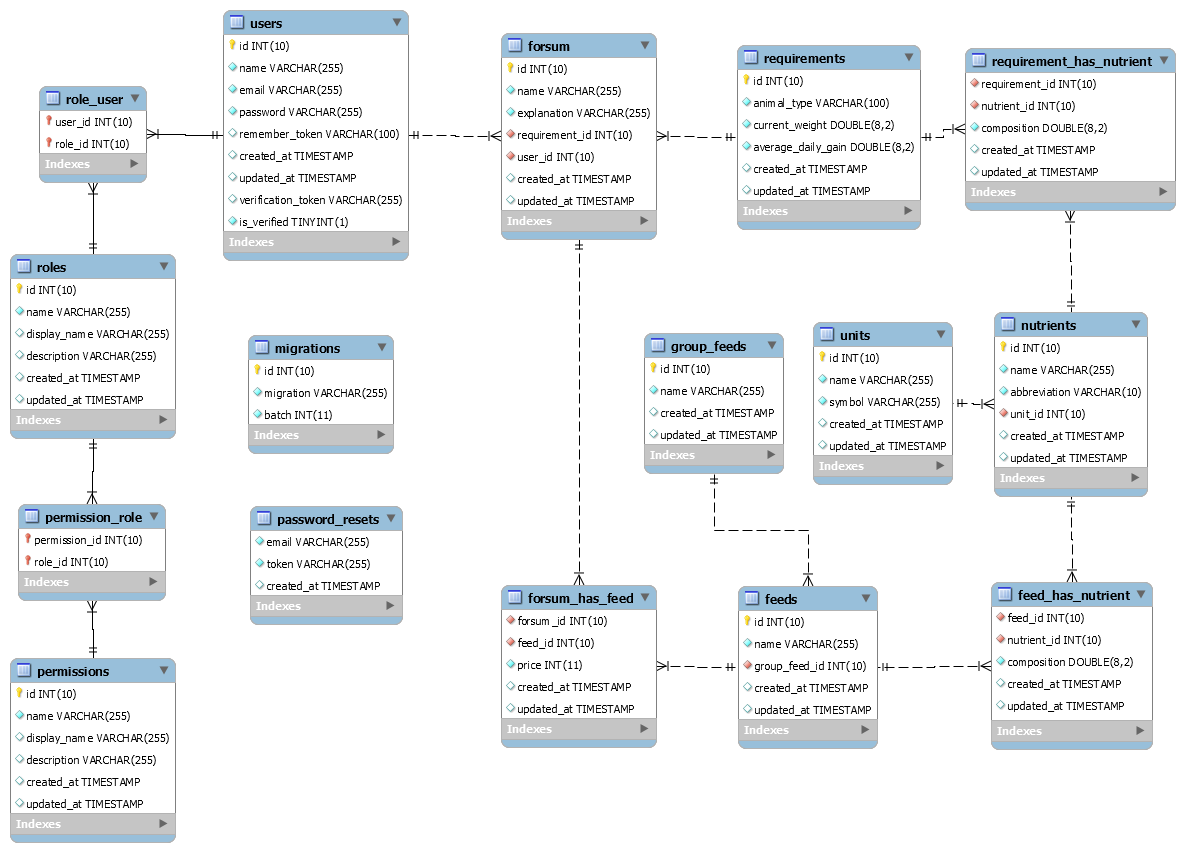 users
id INT(10)
name VARCHAR(255)
email VARCHAR(255)
password VARCHAR(255)
remember_token VARCHAR(100)
created_at TIMESTAMP
updated_at TIMESTAMP
verification_token VARCHAR(255)
is_verified TINYINT(1)
Indexes
forsum
id INT(10)
name VARCHAR(255)
explanation VARCHAR(255)
requirement_id INT(10)
user_id INT(10)
created_at TIMESTAMP
updated_at TIMESTAMP
Indexes
requirements
id INT(10)
animal_type VARCHAR(100)
current_weight DOUBLE(8,2)
average_daily_gain DOUBLE(8,2)
created_at TIMESTAMP
updated_at TIMESTAMP
Indexes
requirement_has_nutrient
requirement_id INT(10)
nutrient_id INT(10)
composition DOUBLE(8,2)
created_at TIMESTAMP
updated_at TIMESTAMP
Indexes
role_user
user_id INT(10)
role_id INT(10)
Indexes
roles
id INT(10)
name VARCHAR(255)
display_name VARCHAR(255)
description VARCHAR(255)
created_at TIMESTAMP
updated_at TIMESTAMP
Indexes
migrations
id INT(10)
migration VARCHAR(255)
batch INT(11)
Indexes
group_feeds
id INT(10)
name VARCHAR(255)
created_at TIMESTAMP
updated_at TIMESTAMP
Indexes
units
id INT(10)
name VARCHAR(255)
symbol VARCHAR(255)
created_at TIMESTAMP
updated_at TIMESTAMP
Indexes
nutrients
id INT(10)
name VARCHAR(255)
abbreviation VARCHAR(10)
unit_id INT(10)
created_at TIMESTAMP
updated_at TIMESTAMP
Indexes
permission_role
permission_id INT(10)
role_id INT(10)
Indexes
password_resets
email VARCHAR(255)
token VARCHAR(255)
created_at TIMESTAMP
Indexes
forsum_has_feed
forsum_id INT(10)
feed_id INT(10)
price INT(11)
created_at TIMESTAMP
updated_at TIMESTAMP
Indexes
feeds
id INT(10)
name VARCHAR(255)
group_feed_id INT(10)
created_at TIMESTAMP
updated_at TIMESTAMP
Indexes
feed_has_nutrient
feed_id INT(10)
nutrient_id INT(10)
composition DOUBLE(8,2)
created_at TIMESTAMP
updated_at TIMESTAMP
Indexes
permissions
id INT(10)
name VARCHAR(255)
display_name VARCHAR(255)
description VARCHAR(255)
created_at TIMESTAMP
updated_at TIMESTAMP
Indexes